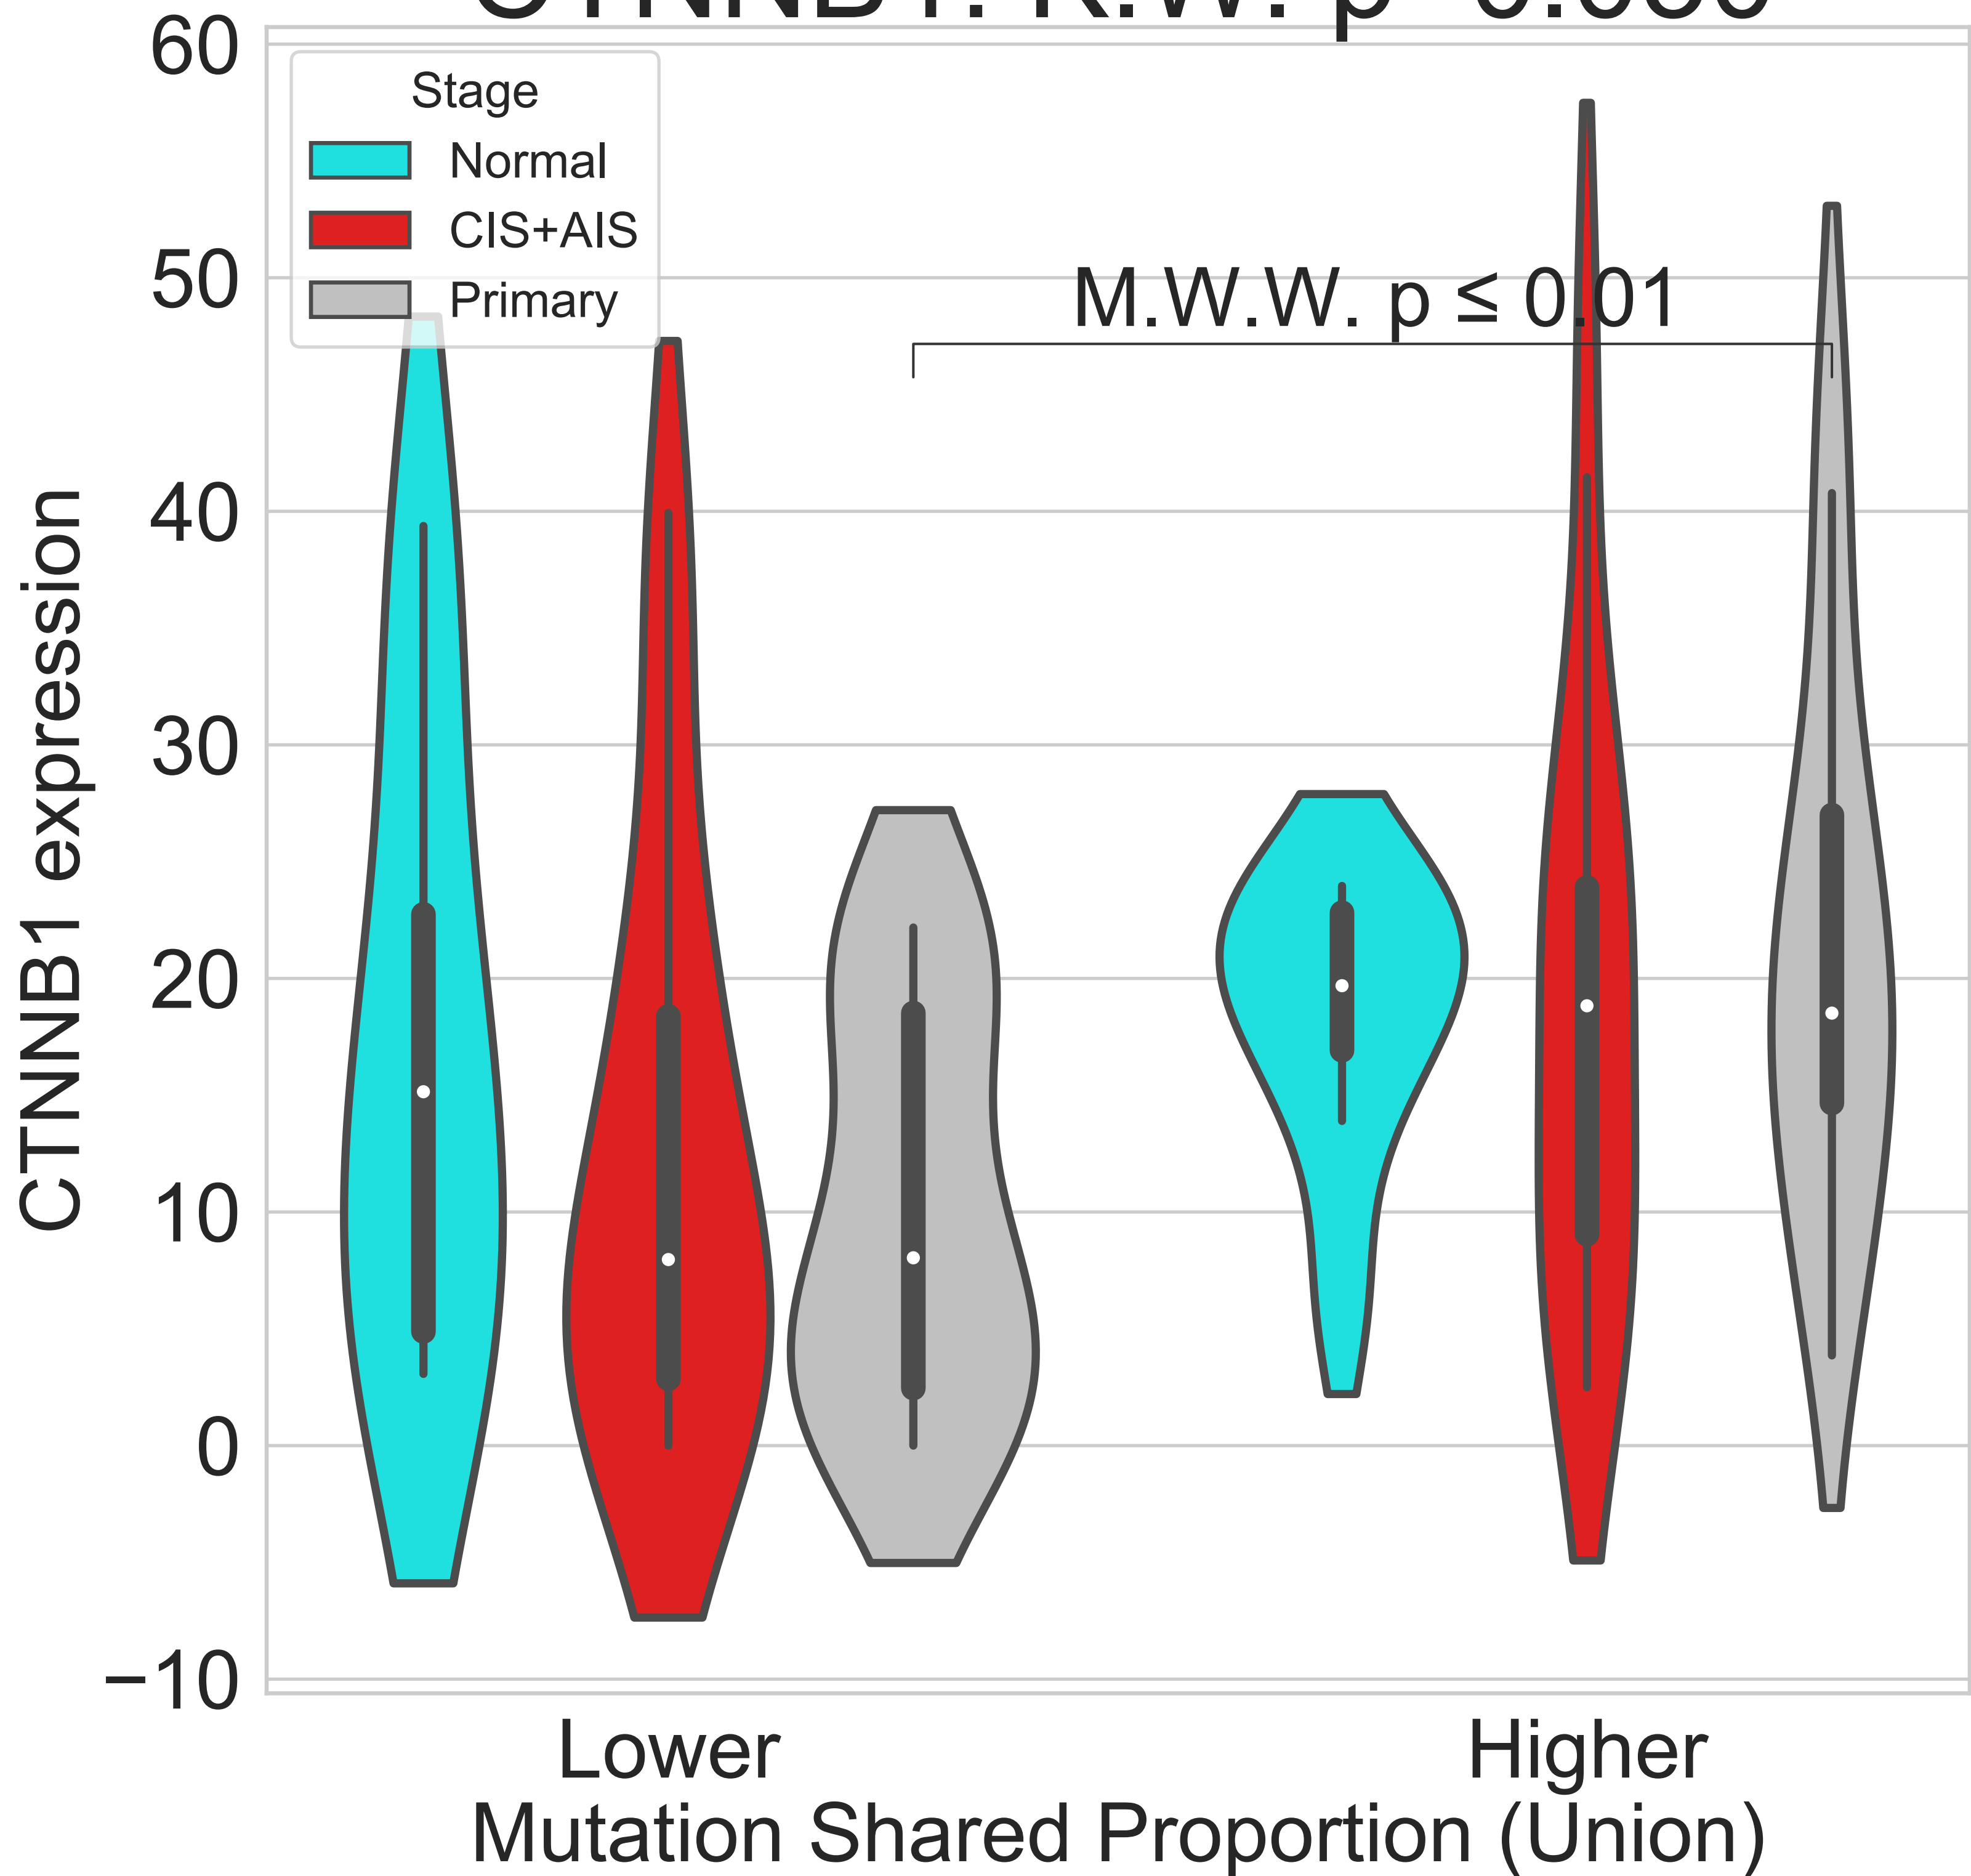 60
Stage
Normal
CIS+AIS
Primary
50
M.W.W. p ≤ 0.01
40
30
20
10
0
−10
CTNNB1 expression
Lower
Higher
Mutation Shared Proportion (Union)